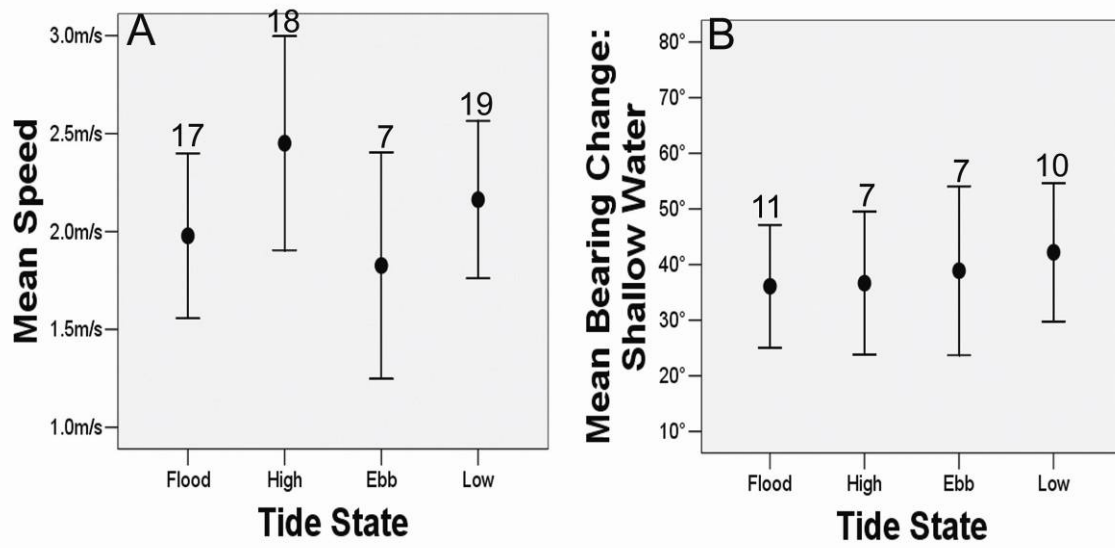 A
3.0m/s
2.5m/s
2.0m/s
1.5m/s
1.0m/s
Mean Speed
17
18
7
19
Flood High Ebb Low
Tide State
B
80°
70°
60°
50°
40°
30°
20°
10°
Mean Bearing Change:
Shallow Water
11
7
7
10
Flood High Ebb Low
Tide State